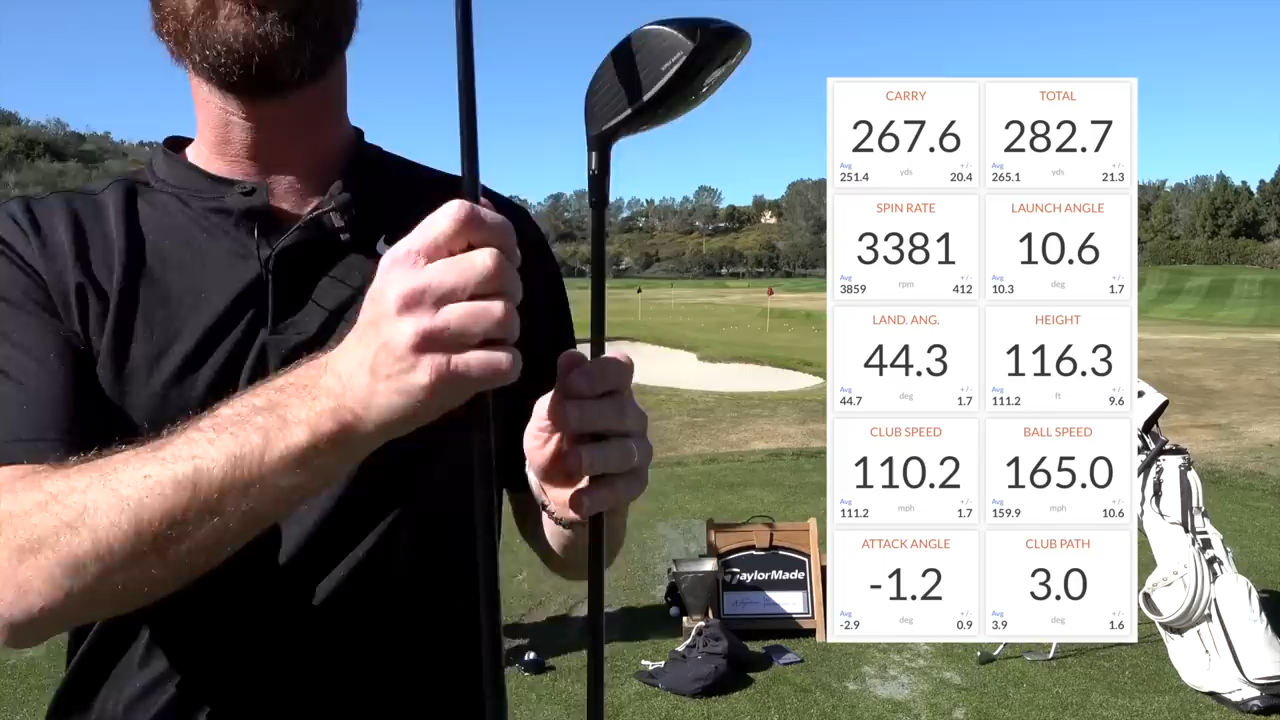 CARRY
267.6
Avg
251.4 yds +/- 20.4
TOTAL
282.7
Avg
265.1 yds +/- 21.3
SPIN RATE
3381
Avg
3859 rpm +/- 412
LAUNCH ANGLE
10.6
Avg
10.3 deg +/- 1.7
LAND. ANG.
44.3
Avg
44.7 deg +/- 1.7
HEIGHT
116.3
Avg
111.2 ft +/- 9.6
CLUB SPEED
110.2
Avg
111.2 mph +/- 1.7
BALL SPEED
165.0
Avg
159.9 mph +/- 10.6
ATTACK ANGLE
-1.2
Avg
-2.9 deg +/- 0.9
CLUB PATH
3.0
Avg
3.9 deg +/- 1.6
TaylorMade